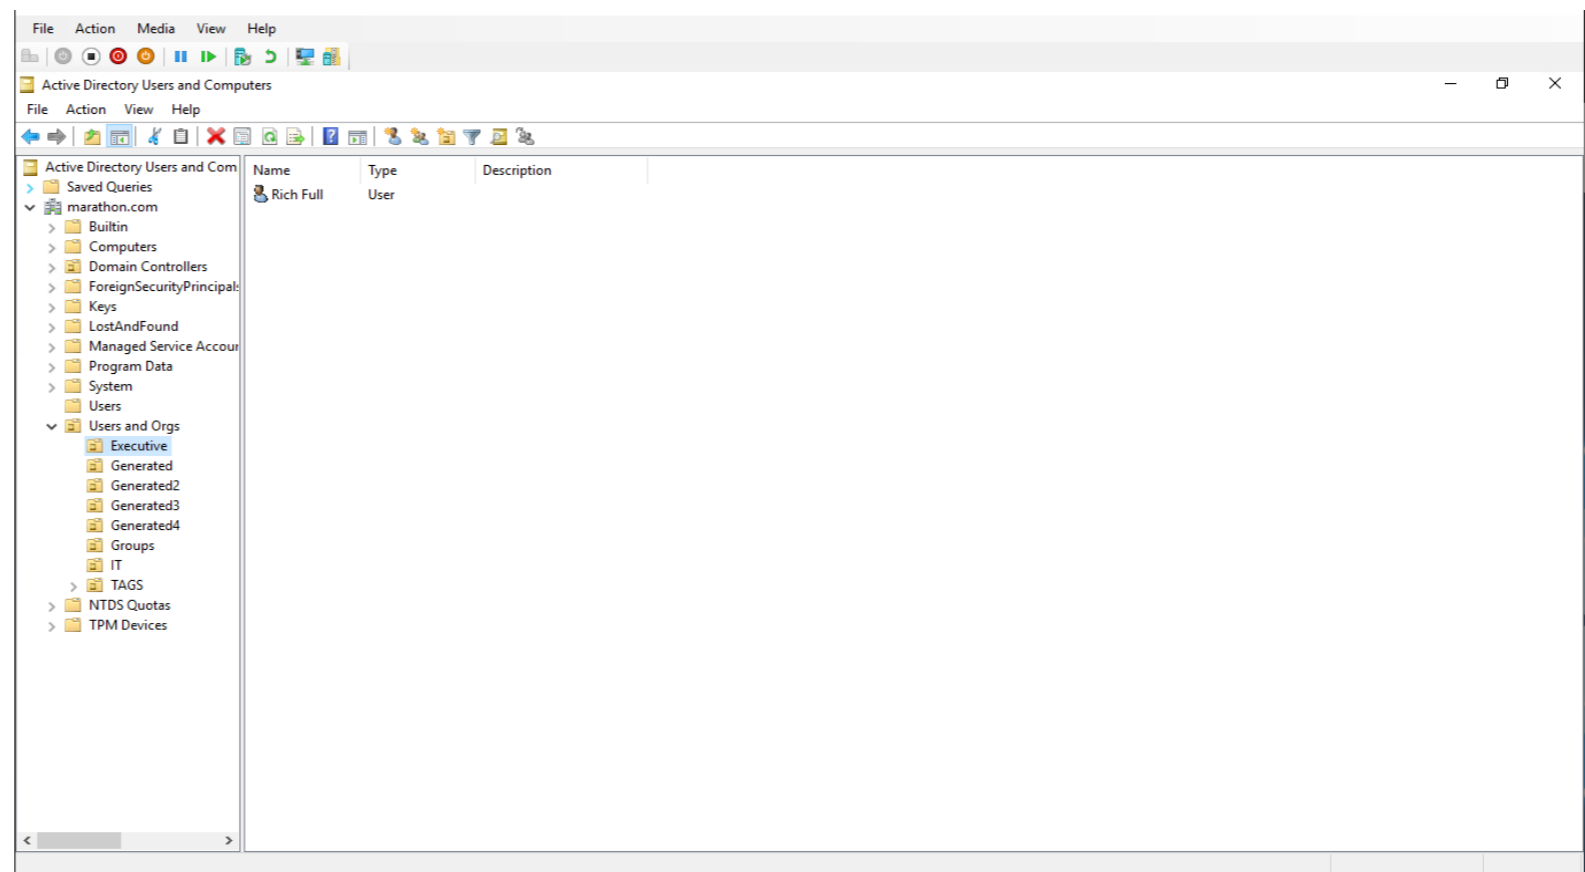 File Action Media View Help
Active Directory Users and Computers
File Action View Help
Active Directory Users and Com
Name Type Description
Saved Queries
Rich Full User
marathon.com
Builtin
Computers
Domain Controllers
ForeignSecurityPrincipals
Keys
LostAndFound
Managed Service Accour
Program Data
System
Users
Users and Orgs
Executive
Generated
Generated2
Generated3
Generated4
Groups
IT
TAGS
NTDS Quotas
TPM Devices